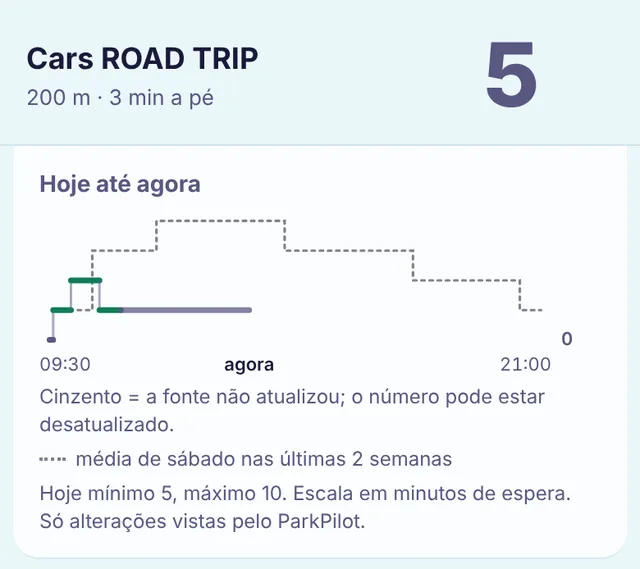 Cars ROAD TRIP
5
200 m · 3 min a pé
Hoje até agora
0
09:30 agora 21:00
Cinzento = a fonte não atualizou; o número pode estar
desatualizado.
média de sábado nas últimas 2 semanas
Hoje mínimo 5, máximo 10. Escala em minutos de espera.
Só alterações vistas pelo ParkPilot.